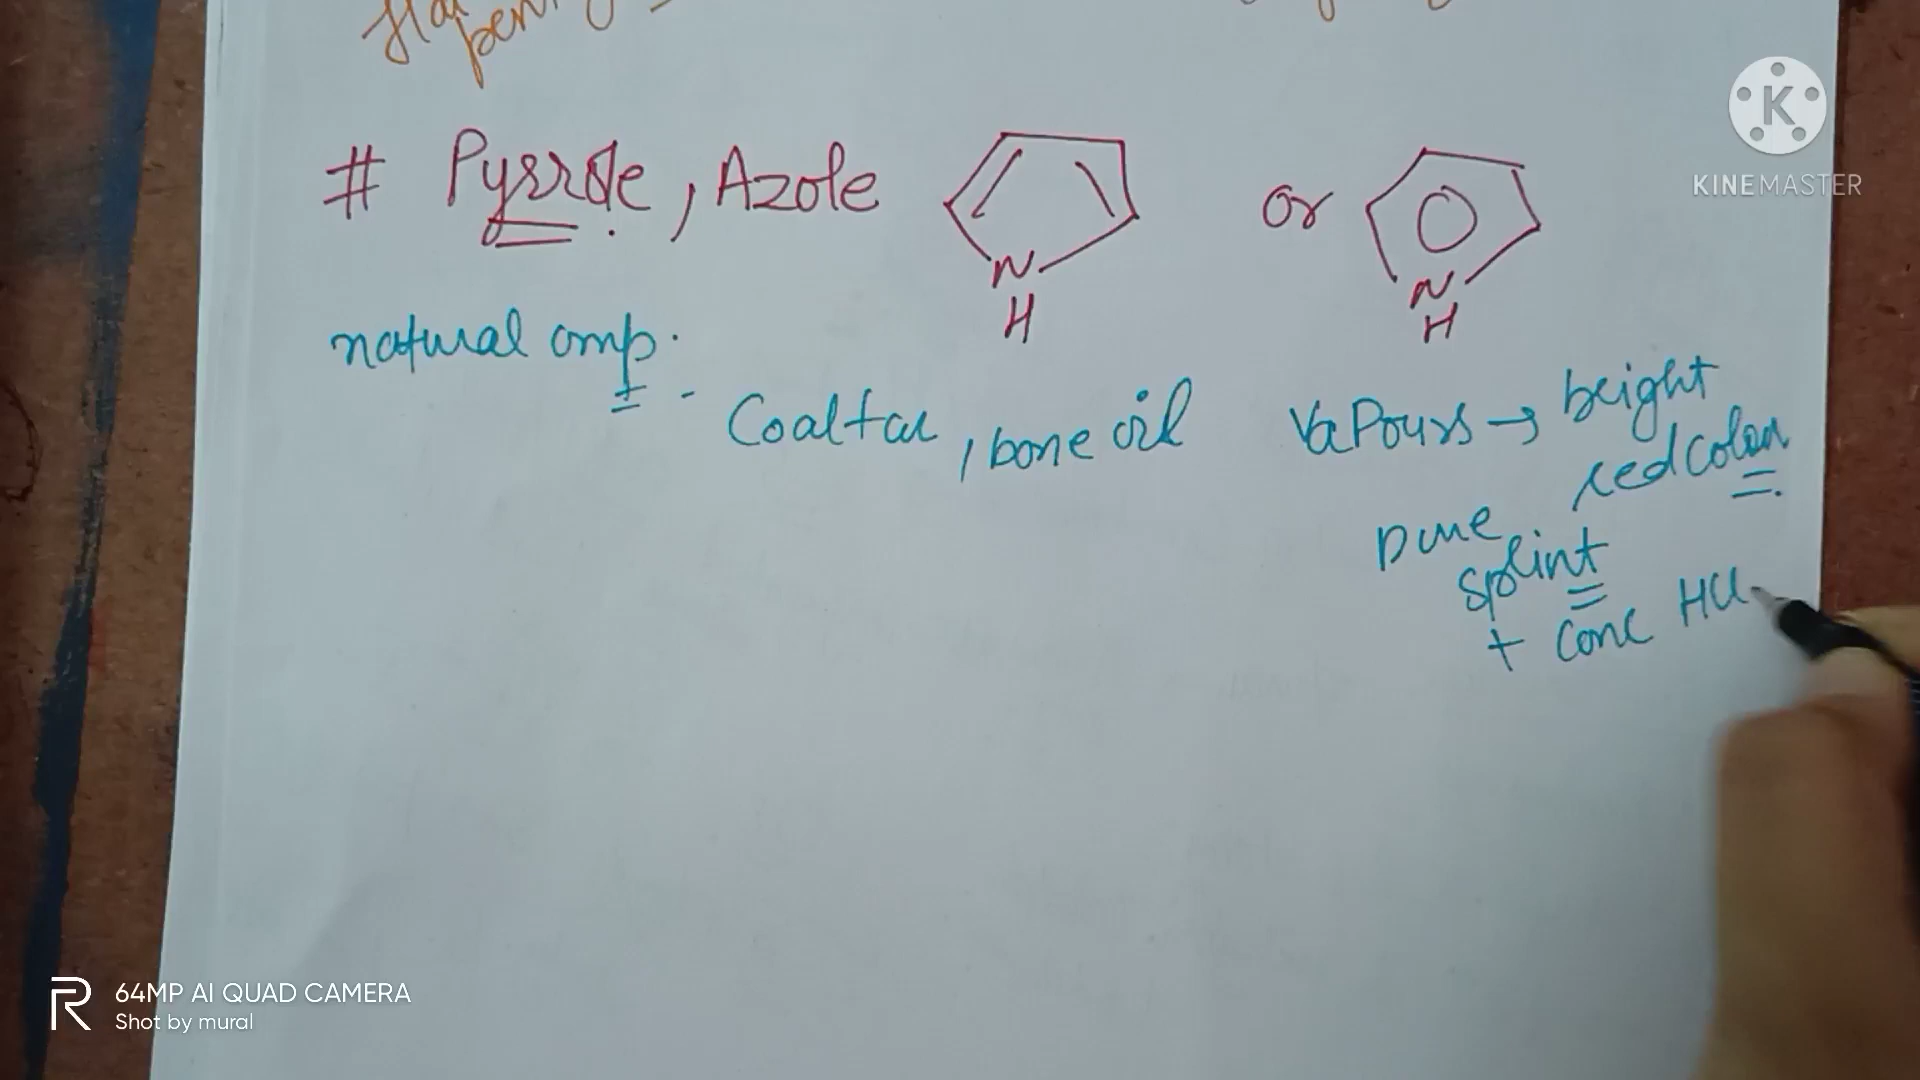 # Pyrrole, Azole
N
H
or
N
H
natural comp.
- Coaltar, bone oil
Vapours → bright
red colour
pine
splint
+ conc HCl
KINEMASTER
64MP AI QUAD CAMERA
Shot by mural